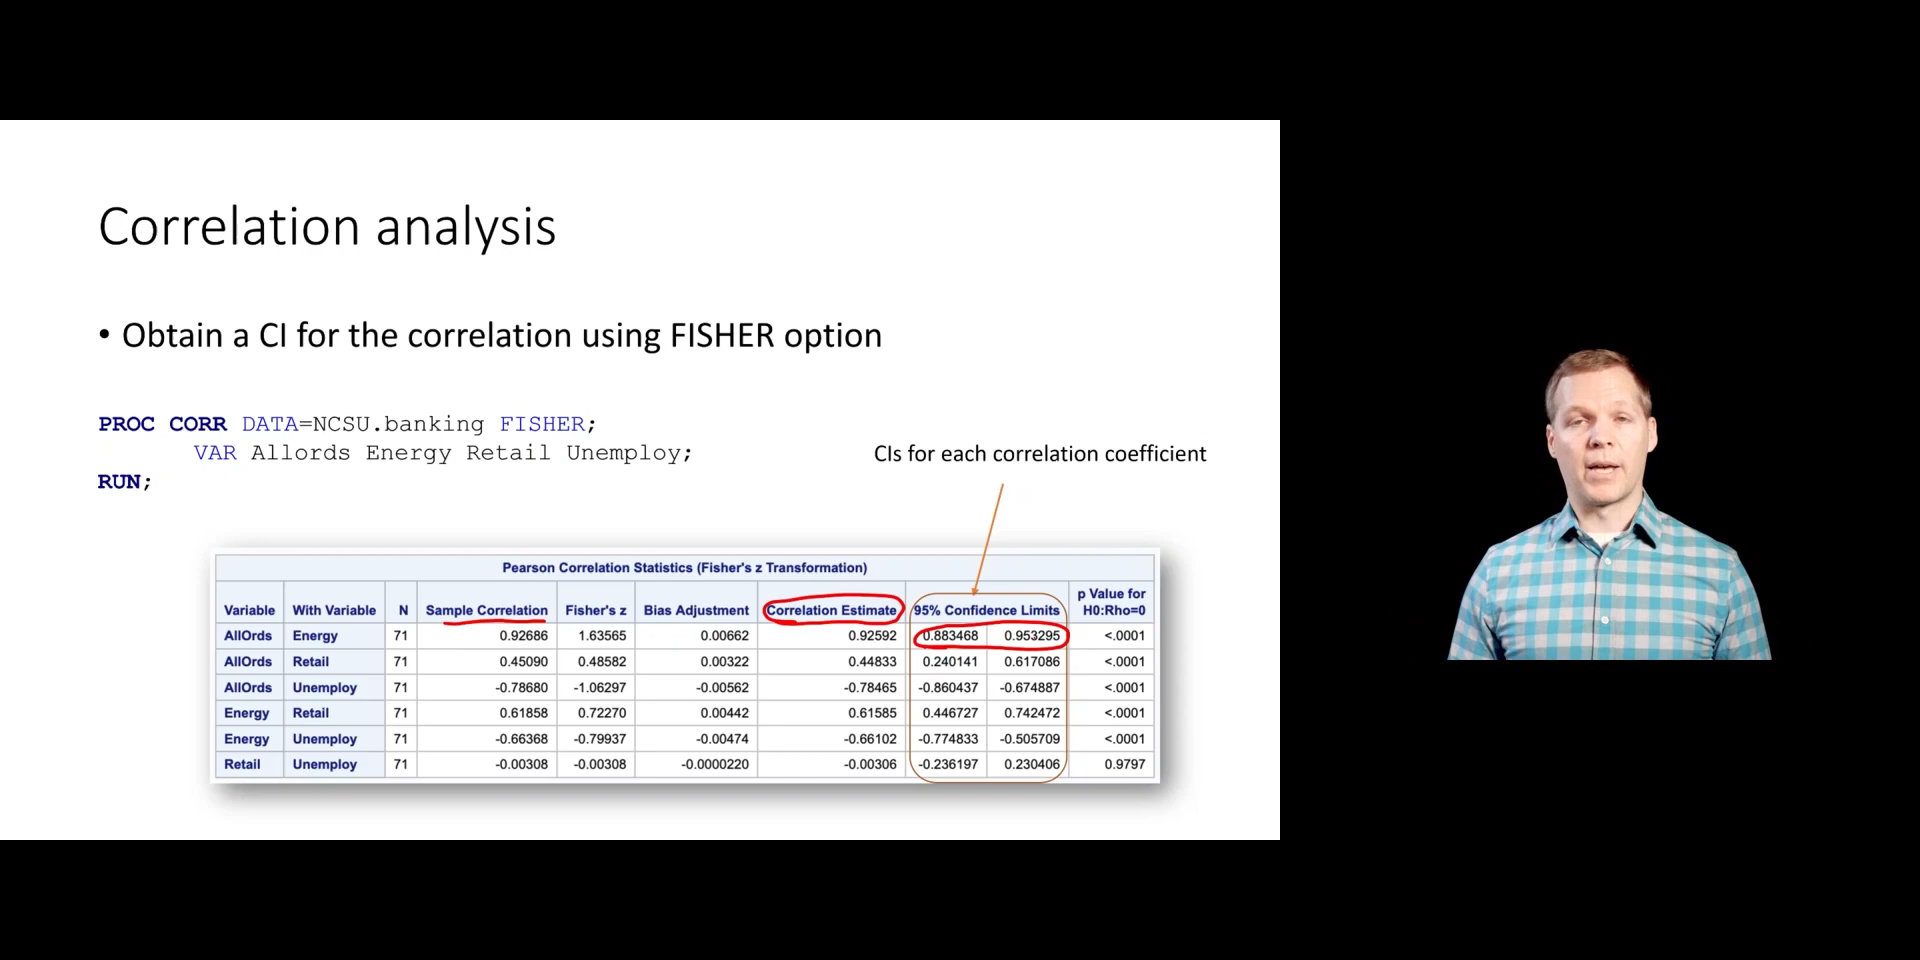 Correlation analysis
• Obtain a CI for the correlation using FISHER option
PROC CORR DATA=NCSU.banking FISHER;
VAR Allords Energy Retail Unemploy;
RUN;
CIs for each correlation coefficient
Pearson Correlation Statistics (Fisher's z Transformation)
Variable With Variable N Sample Correlation Fisher's z Bias Adjustment Correlation Estimate 95% Confidence Limits p Value for H0:Rho=0
AllOrds Energy 71 0.92686 1.63565 0.00662 0.92592 0.883468 0.953295 <.0001
AllOrds Retail 71 0.45090 0.48582 0.00322 0.44833 0.240141 0.617086 <.0001
AllOrds Unemploy 71 -0.78680 -1.06297 -0.00562 -0.78465 -0.860437 -0.674887 <.0001
Energy Retail 71 0.61858 0.72270 0.00442 0.61585 0.446727 0.742472 <.0001
Energy Unemploy 71 -0.66368 -0.79937 -0.00474 -0.66102 -0.774833 -0.505709 <.0001
Retail Unemploy 71 -0.00308 -0.00308 -0.0000220 -0.00306 -0.236197 0.230406 0.9797